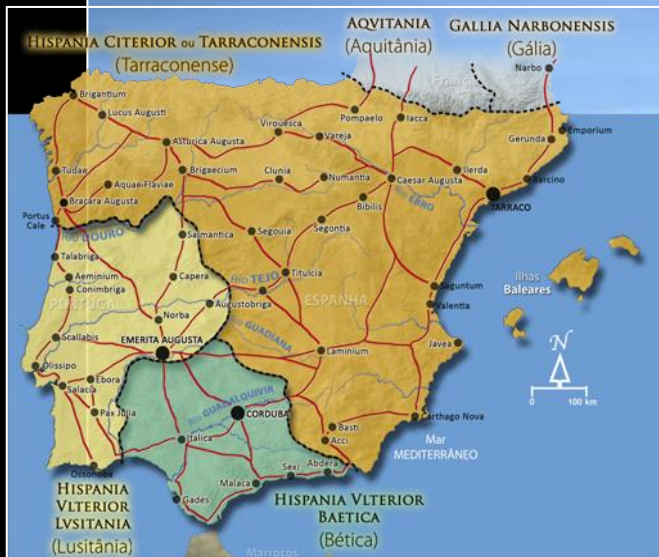 HISPANIA CITERIOR OU TARRACONENSIS
(Tarraconense)
AQVITANIA
(Aquitânia)
GALLIA NARBONENSIS
(Gália)
França
Narbo
Brigantium
Lucus Augusti
Asturica Augusta
Virouesca
Vareja
Pompaelo
Iacca
Gerunda
Emporium
Tudae
Aquae-Fláviae
Brigaecium
Clunia
Numantia
Caesar Augusta
Ilerda
Barcino
Bracara Augusta
Bibilis
Rio EBRO
TARRACO
Portus
Cale
Rio DOURO
Salmantica
Segouia
Segontia
Talabriga
Aeminium
Conimbriga
Capera
Rio TEJO
Titulcia
Ilhas
Baleares
PORTUGAL
Augustobriga
ESPANHA
Saguntum
Valentia
Norba
Rio GUADIANA
Scallabis
EMERITA AUGUSTA
Laminium
Javea
N
Olissipo
Ebora
Salacia
Rio GUADALQUIVIR
CORDUBA
0 100 km
Pax Julia
Italica
Basti
Acci
Carthago Nova
Mar
MEDITERRÂNEO
Ossonoba
Sexi
Abdera
Malaca
Gades
HISPANIA
VLTERIOR
LVSITANIA
(Lusitânia)
HISPANIA VLTERIOR
BAETICA
(Bética)
Marrocos